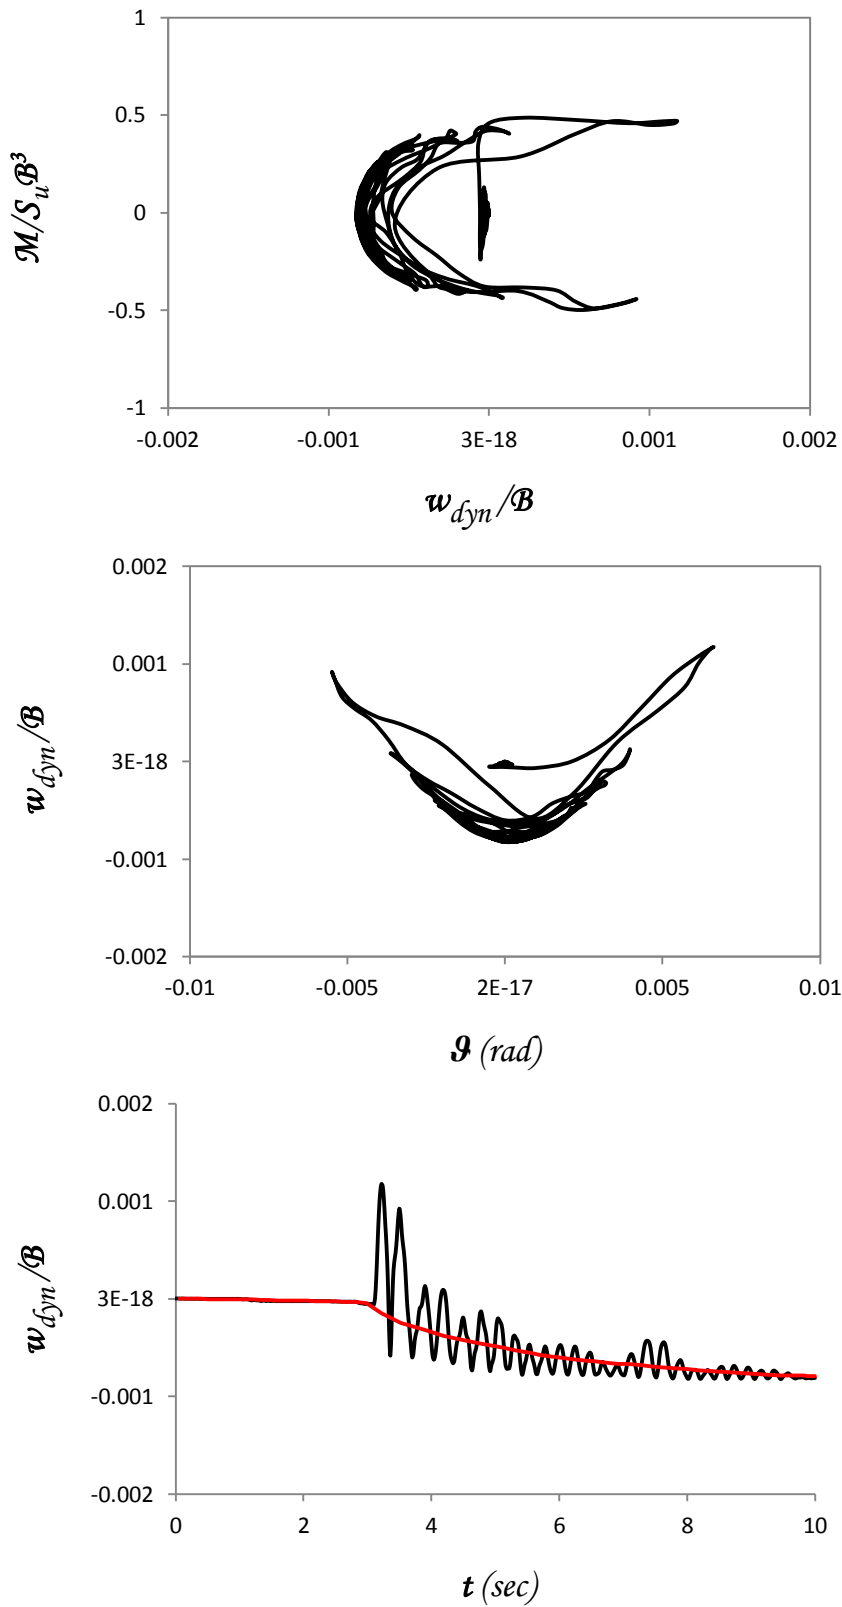 1
0.5
0
-0.5
-1
M/SuB3
-0.002 -0.001 3E-18 0.001 0.002
wdyn/B
0.002
0.001
3E-18
-0.001
-0.002
wdyn/B
-0.01 -0.005 2E-17 0.005 0.01
ϑ (rad)
0.002
0.001
3E-18
-0.001
-0.002
wdyn/B
0 2 4 6 8 10
t (sec)